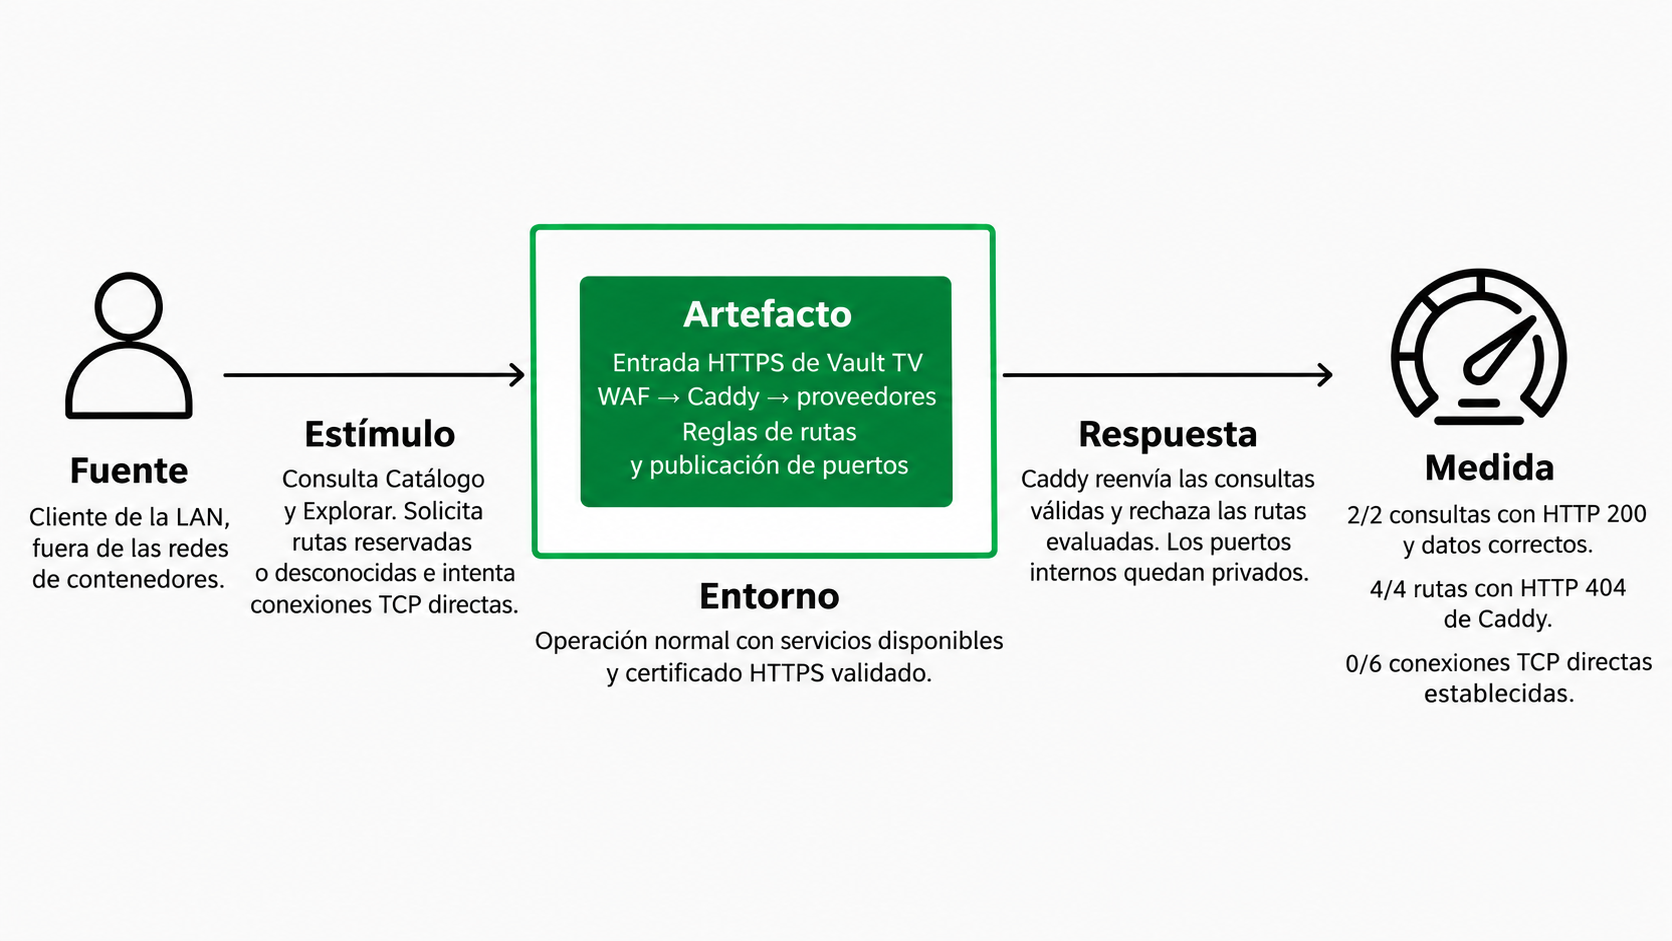 Fuente
Cliente de la LAN,
fuera de las redes
de contenedores.
Estímulo
Consulta Catálogo
y Explorar. Solicita
rutas reservadas
o desconocidas e intenta
conexiones TCP directas.
Artefacto
Entrada HTTPS de Vault TV
WAF → Caddy → proveedores
Reglas de rutas
y publicación de puertos
Entorno
Operación normal con servicios disponibles
y certificado HTTPS validado.
Respuesta
Caddy reenvía las consultas
válidas y rechaza las rutas
evaluadas. Los puertos
internos quedan privados.
Medida
2/2 consultas con HTTP 200
y datos correctos.
4/4 rutas con HTTP 404
de Caddy.
0/6 conexiones TCP directas
establecidas.